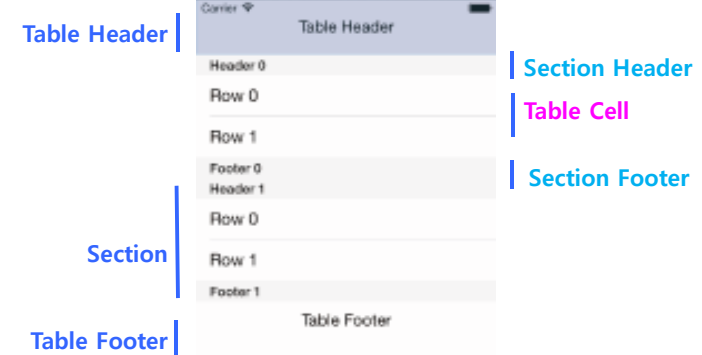 Carrier
Table Header
Table Header
Header 0
Section Header
Row 0
Table Cell
Row 1
Footer 0
Section Footer
Header 1
Row 0
Section
Row 1
Footer 1
Table Footer
Table Footer